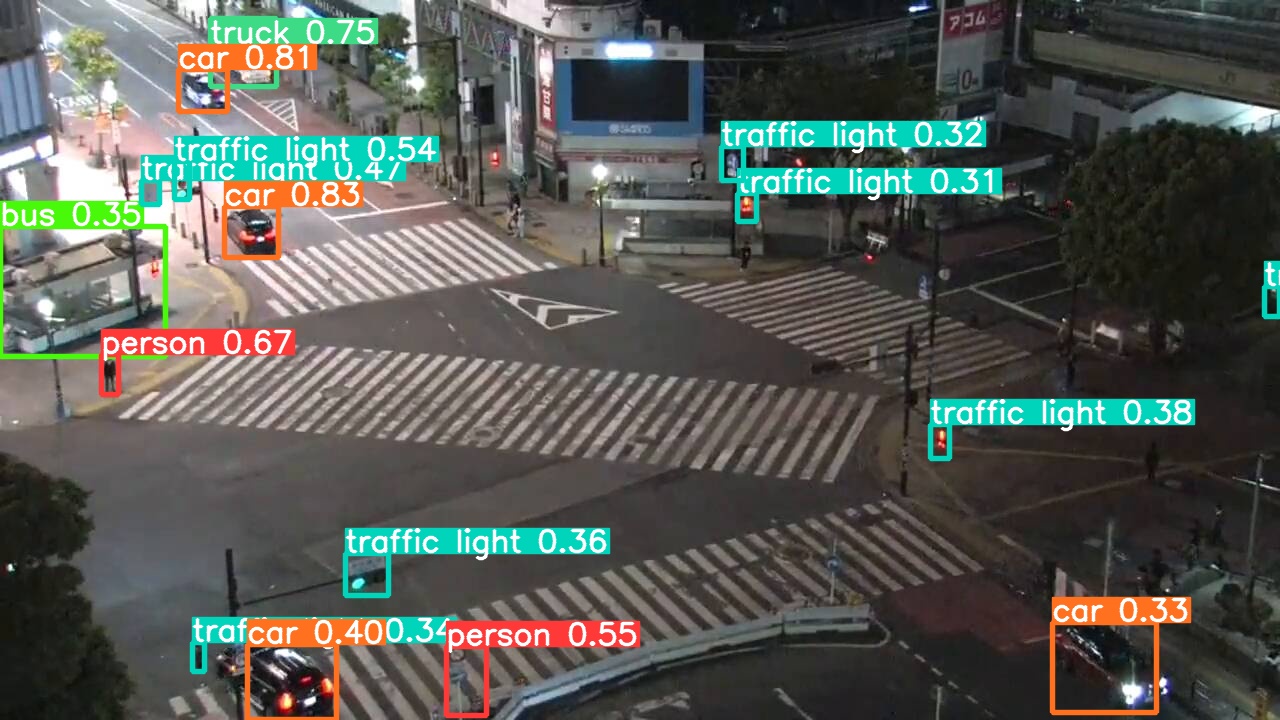 truck 0.75
car 0.81
アコム
traffic light 0.54
traffic light 0.47
traffic light 0.32
traffic light 0.31
car 0.83
bus 0.35
person 0.67
traffic light 0.38
traffic light 0.36
car 0.40
0.34
person 0.55
car 0.33